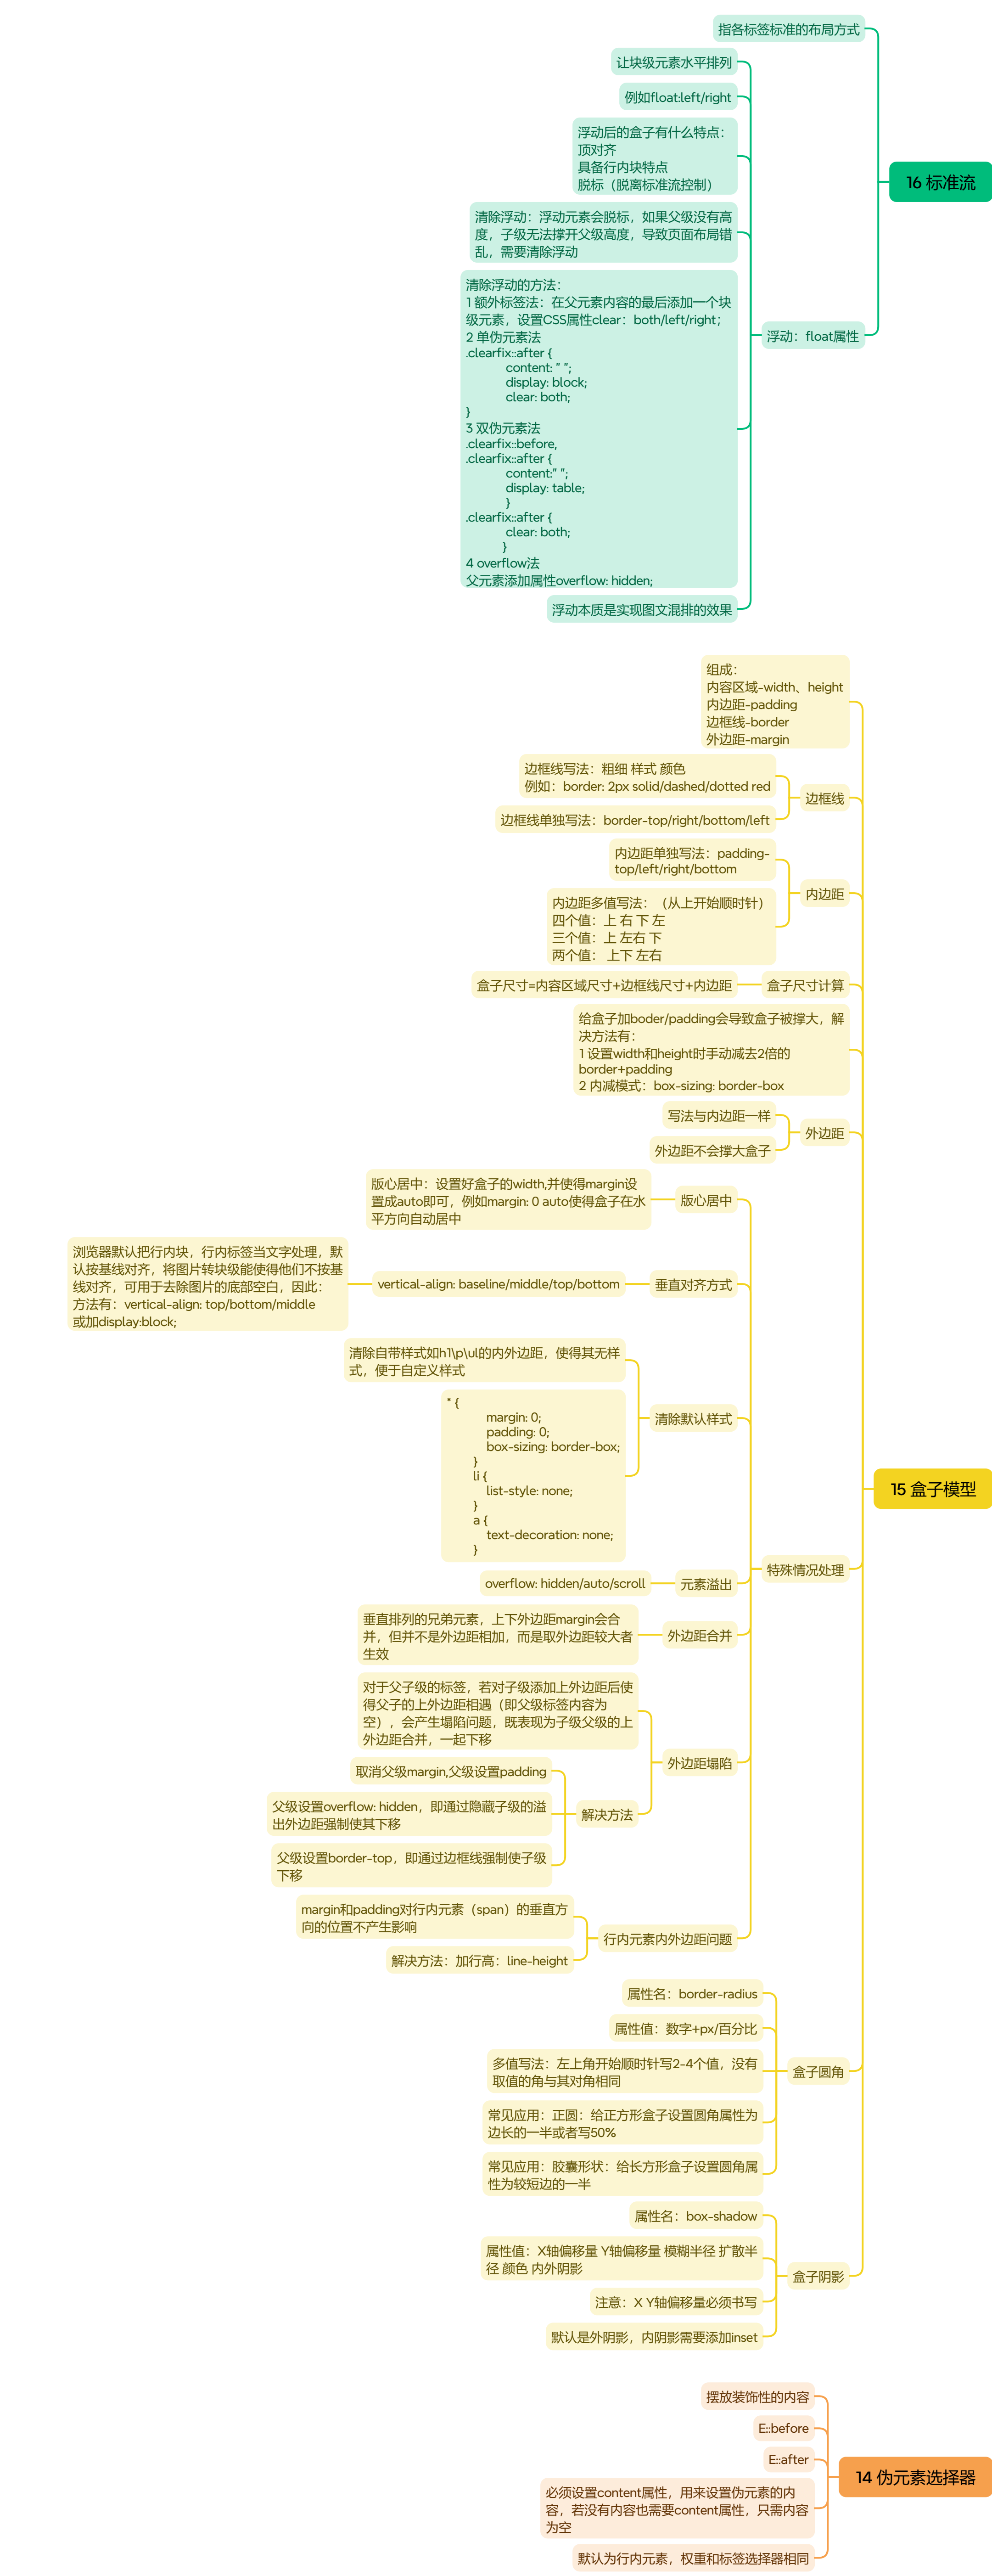 指各标签标准的布局方式
让块级元素水平排列
例如float:left/right
浮动后的盒子有什么特点：
顶对齐
具备行内块特点
脱标（脱离标准流控制）
16 标准流
清除浮动：浮动元素会脱标，如果父级没有高
度，子级无法撑开父级高度，导致页面布局错
乱，需要清除浮动
清除浮动的方法：
1 额外标签法：在父元素内容的最后添加一个块
级元素，设置CSS属性clear：both/left/right；
2 单伪元素法
.clearfix::after {
content: " ";
display: block;
clear: both;
}
3 双伪元素法
.clearfix::before,
.clearfix::after {
content:" ";
display: table;
}
.clearfix::after {
clear: both;
}
4 overflow法
父元素添加属性overflow: hidden;
浮动：float属性
浮动本质是实现图文混排的效果
组成：
内容区域-width、height
内边距-padding
边框线-border
外边距-margin
边框线写法：粗细 样式 颜色
例如：border: 2px solid/dashed/dotted red
边框线单独写法：border-top/right/bottom/left
边框线
内边距单独写法：padding-
top/left/right/bottom
内边距多值写法：（从上开始顺时针）
四个值：上 右 下 左
三个值：上 左右 下
两个值： 上下 左右
内边距
盒子尺寸=内容区域尺寸+边框线尺寸+内边距
盒子尺寸计算
给盒子加boder/padding会导致盒子被撑大，解
决方法有：
1 设置width和height时手动减去2倍的
border+padding
2 内减模式：box-sizing: border-box
写法与内边距一样
外边距不会撑大盒子
外边距
版心居中：设置好盒子的width,并使得margin设
置成auto即可，例如margin: 0 auto使得盒子在水
平方向自动居中
版心居中
浏览器默认把行内块，行内标签当文字处理，默
认按基线对齐，将图片转块级能使得他们不按基
线对齐，可用于去除图片的底部空白，因此：
方法有：vertical-align: top/bottom/middle
或加display:block;
vertical-align: baseline/middle/top/bottom
垂直对齐方式
清除自带样式如h1\p\ul的内外边距，使得其无样
式，便于自定义样式
* {
margin: 0;
padding: 0;
box-sizing: border-box;
}
li {
list-style: none;
}
a {
text-decoration: none;
}
清除默认样式
15 盒子模型
特殊情况处理
overflow: hidden/auto/scroll
元素溢出
垂直排列的兄弟元素，上下外边距margin会合
并，但并不是外边距相加，而是取外边距较大者
生效
外边距合并
对于父子级的标签，若对子级添加上外边距后使
得父子的上外边距相遇（即父级标签内容为
空），会产生塌陷问题，既表现为子级父级的上
外边距合并，一起下移
外边距塌陷
取消父级margin,父级设置padding
父级设置overflow: hidden，即通过隐藏子级的溢
出外边距强制使其下移
解决方法
父级设置border-top，即通过边框线强制使子级
下移
margin和padding对行内元素（span）的垂直方
向的位置不产生影响
解决方法：加行高：line-height
行内元素内外边距问题
属性名：border-radius
属性值：数字+px/百分比
多值写法：左上角开始顺时针写2-4个值，没有
取值的角与其对角相同
盒子圆角
常见应用：正圆：给正方形盒子设置圆角属性为
边长的一半或者写50%
常见应用：胶囊形状：给长方形盒子设置圆角属
性为较短边的一半
属性名：box-shadow
属性值：X轴偏移量 Y轴偏移量 模糊半径 扩散半
径 颜色 内外阴影
盒子阴影
注意：X Y轴偏移量必须书写
默认是外阴影，内阴影需要添加inset
摆放装饰性的内容
E::before
E::after
14 伪元素选择器
必须设置content属性，用来设置伪元素的内
容，若没有内容也需要content属性，只需内容
为空
默认为行内元素，权重和标签选择器相同